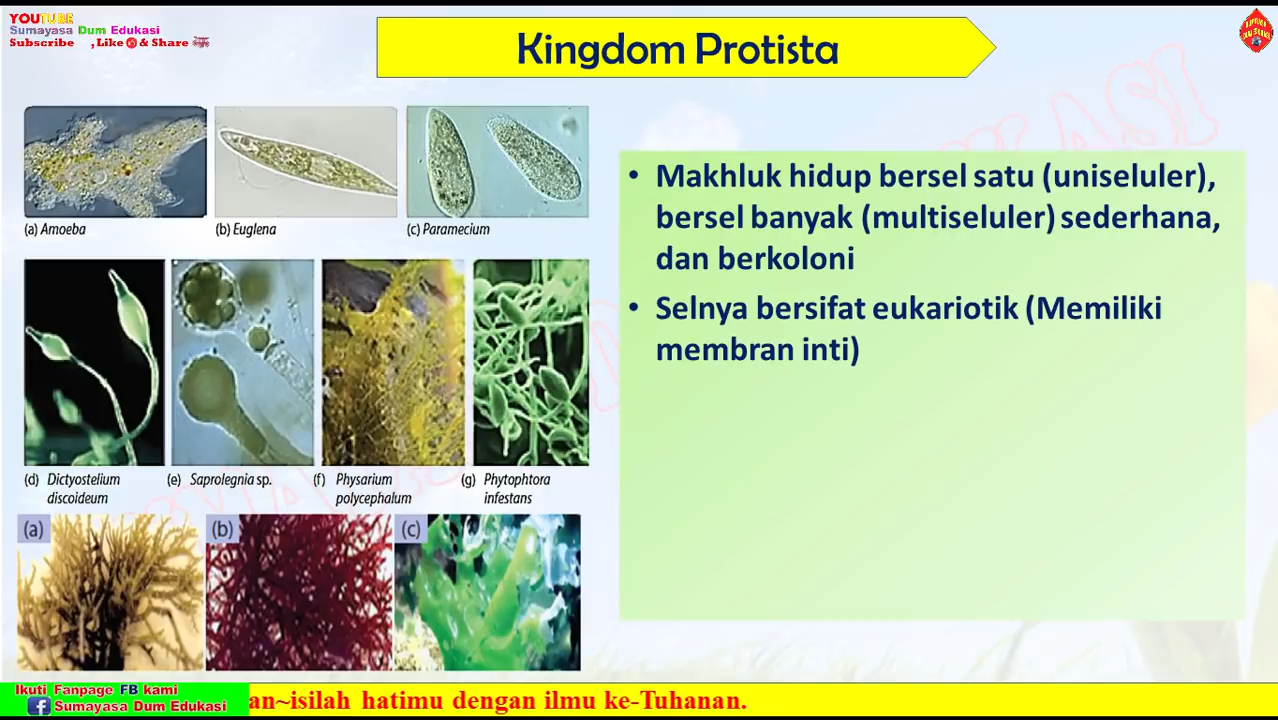 YOUTUBE
Sumayasa Dum Edukasi
Subscribe , Like & Share
Kingdom Protista
(a) Amoeba
(b) Euglena
(c) Paramecium
• Makhluk hidup bersel satu (uniseluler),
bersel banyak (multiseluler) sederhana,
dan berkoloni
• Selnya bersifat eukariotik (Memiliki
membran inti)
(d) Dictyostelium
discoideum
(e) Saprolegnia sp.
(f) Physarium
polycephalum
(g) Phytophtora
infestans
(a)
(b)
(c)
Ikuti Fanpage FB kami
Sumayasa Dum Edukasi
an~isilah hatimu dengan ilmu ke-Tuhanan.